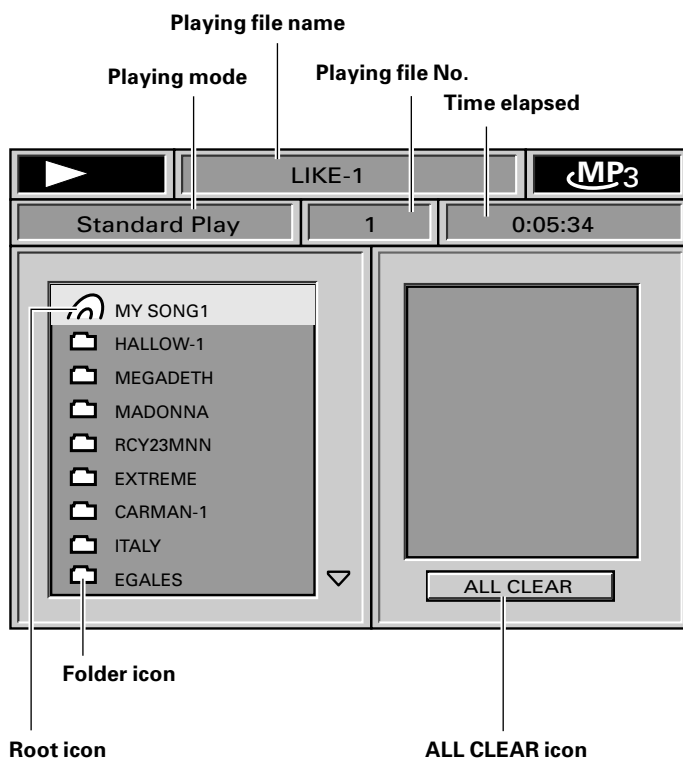 Playing file name
Playing mode
Playing file No.
Time elapsed
LIKE-1
MP3
Standard Play
1
0:05:34
MY SONG1
HALLOW-1
MEGADETH
MADONNA
RCY23MNN
EXTREME
CARMAN-1
ITALY
EGALES
ALL CLEAR
Folder icon
Root icon
ALL CLEAR icon